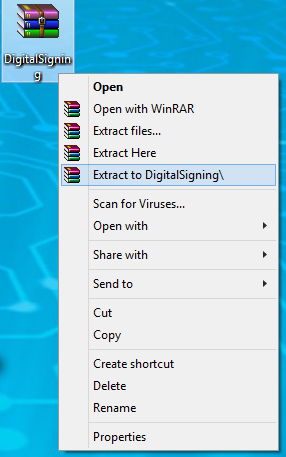 DigitalSignin
g
Open
Open with WinRAR
Extract files...
Extract Here
Extract to DigitalSigning\
Scan for Viruses...
Open with
Share with
Send to
Cut
Copy
Create shortcut
Delete
Rename
Properties